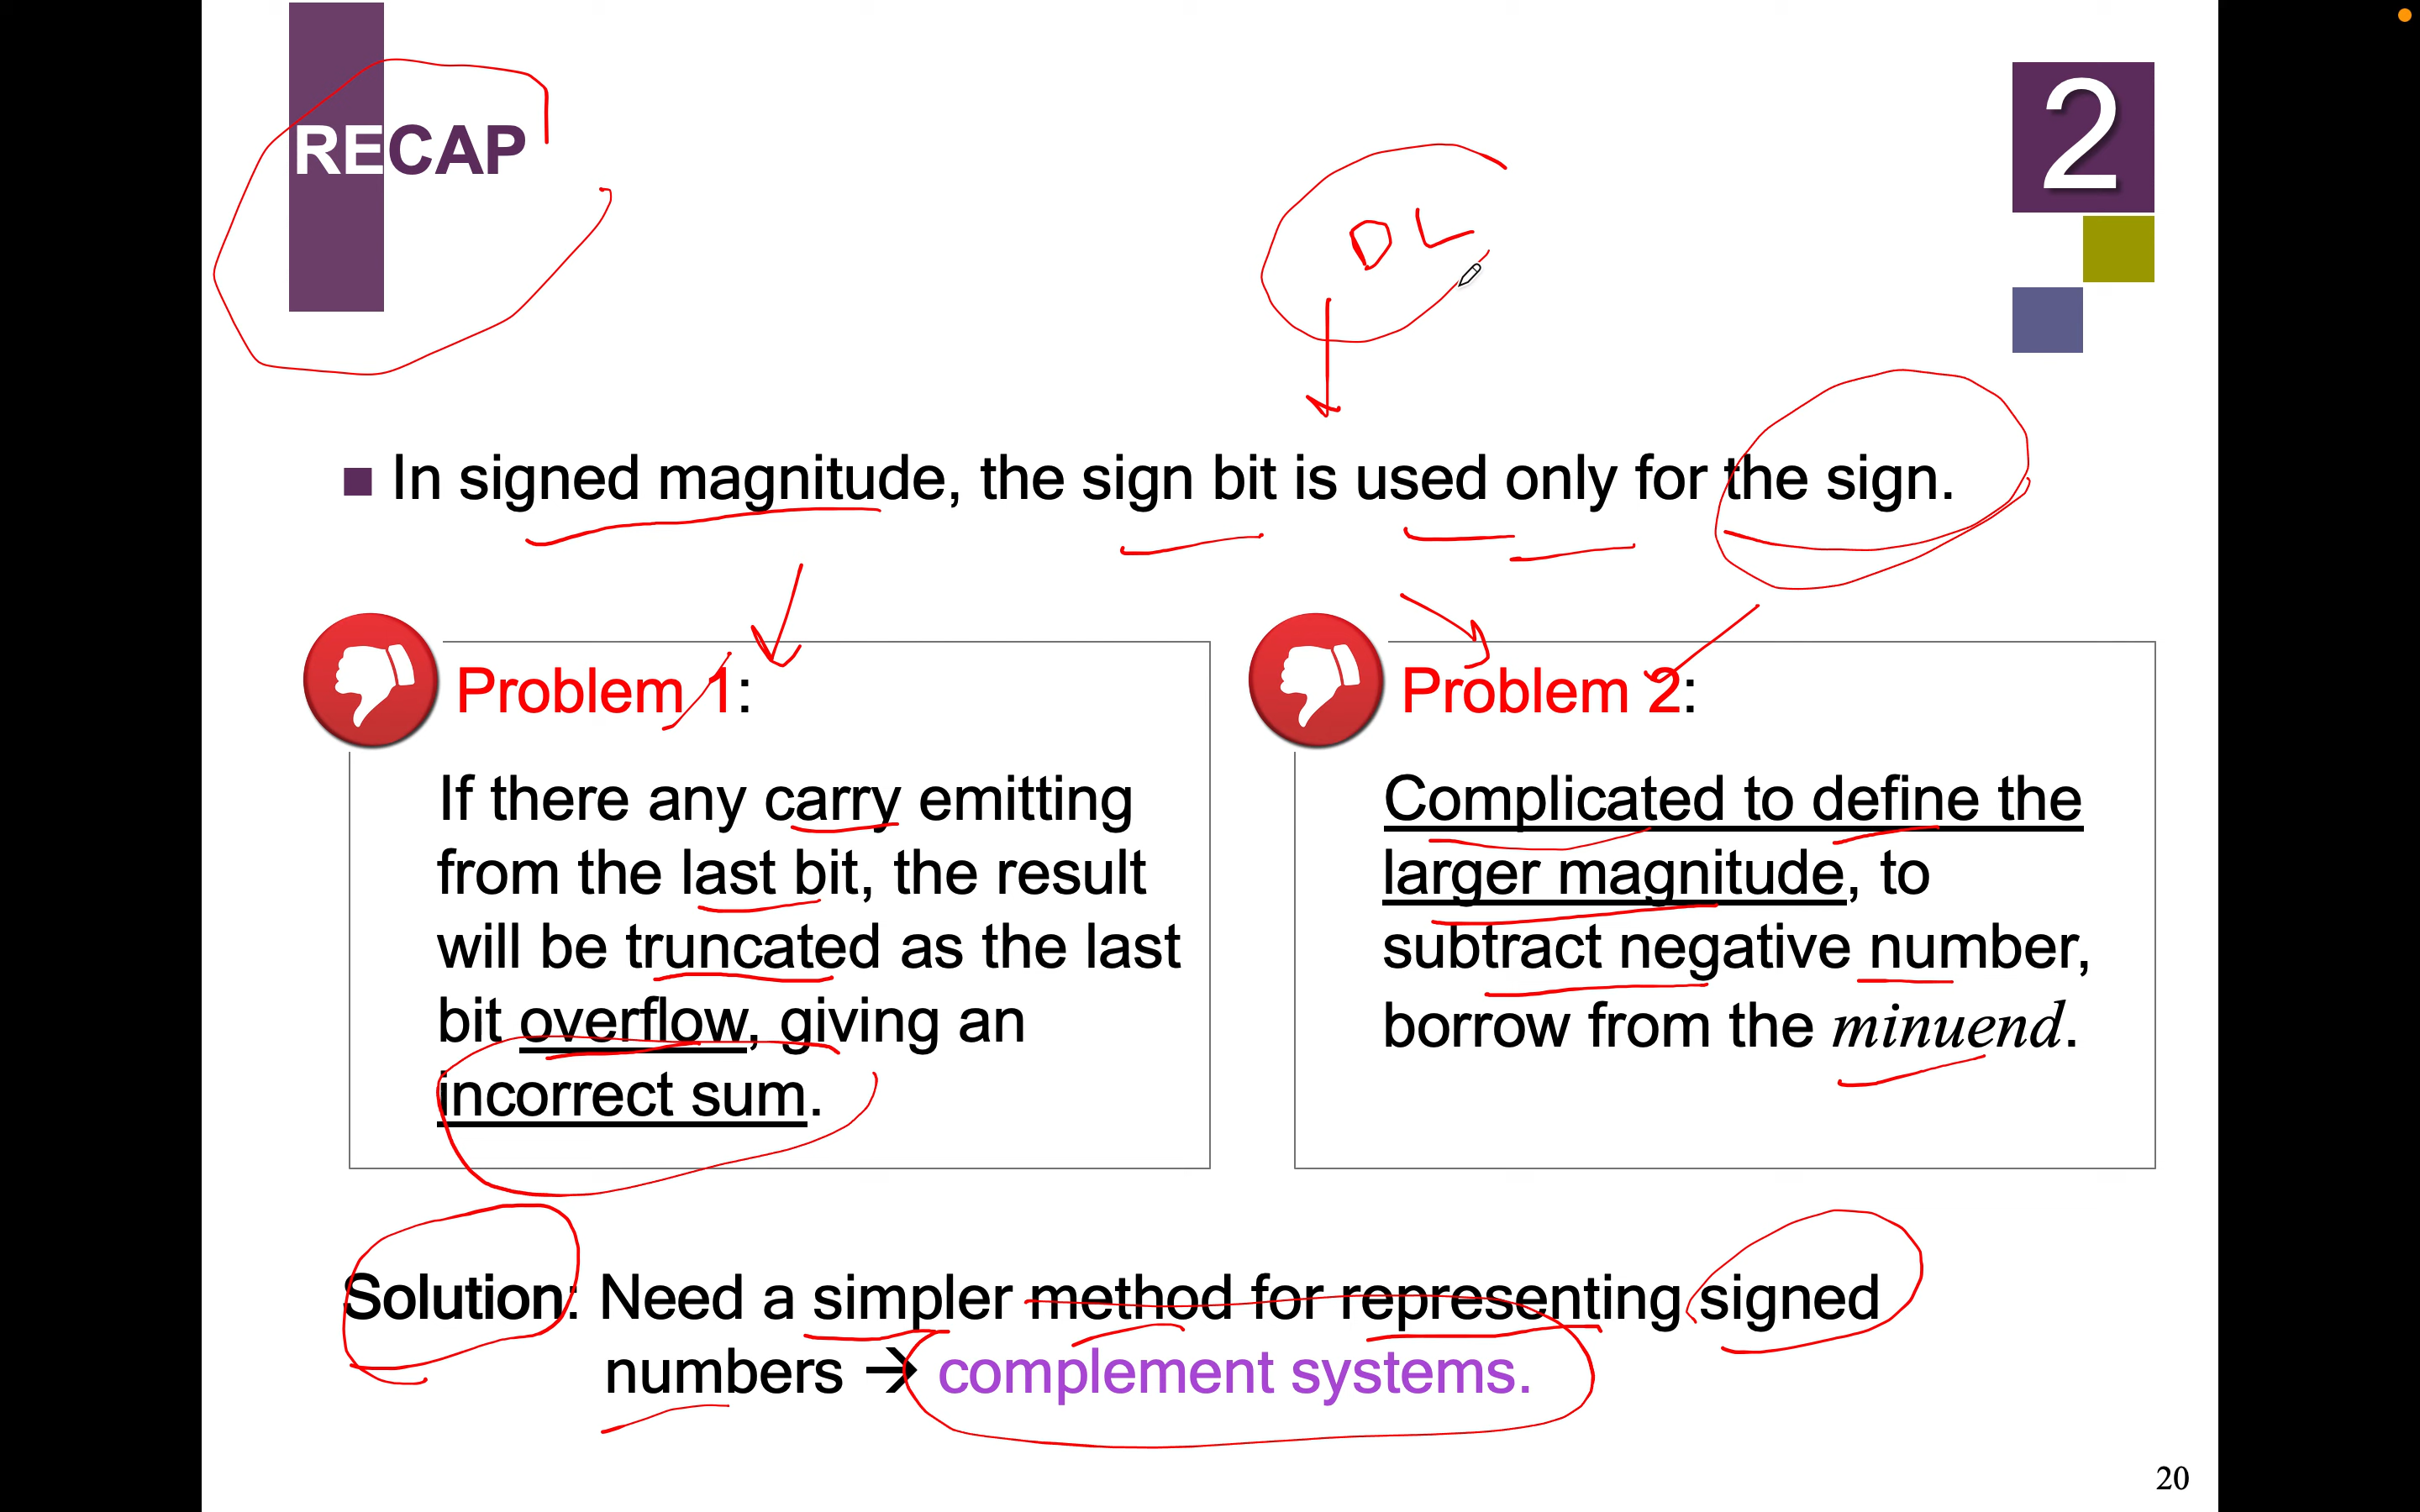 RECAP
2
DL
In signed magnitude, the sign bit is used only for the sign.
Problem 1:
If there any carry emitting
from the last bit, the result
will be truncated as the last
bit overflow, giving an
incorrect sum.
Problem 2:
Complicated to define the
larger magnitude, to
subtract negative number,
borrow from the minuend.
Solution: Need a simpler method for representing signed
numbers → complement systems.
20